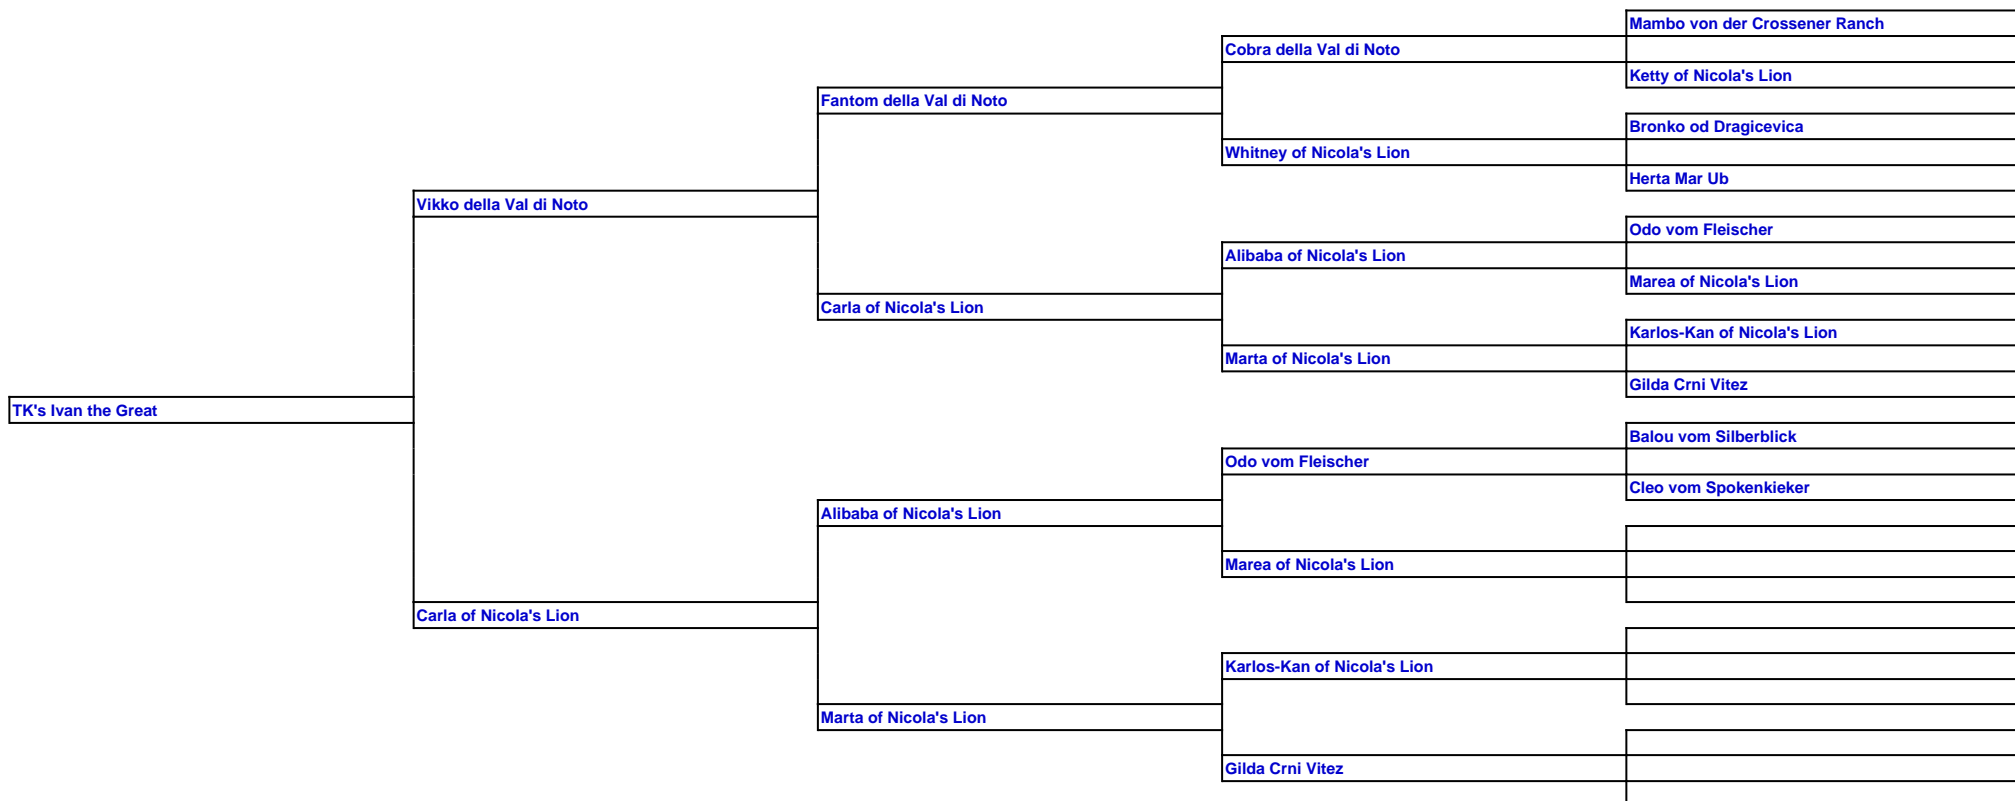 Mambo von der Crossener Ranch
Cobra della Val di Noto
Ketty of Nicola's Lion
Fantom della Val di Noto
Bronko od Dragicevica
Whitney of Nicola's Lion
Herta Mar Ub
Vikko della Val di Noto
Odo vom Fleischer
Alibaba of Nicola's Lion
Marea of Nicola's Lion
Carla of Nicola's Lion
Karlos-Kan of Nicola's Lion
Marta of Nicola's Lion
Gilda Crni Vitez
TK's Ivan the Great
Balou vom Silberblick
Odo vom Fleischer
Cleo vom Spokenkieker
Alibaba of Nicola's Lion
Marea of Nicola's Lion
Carla of Nicola's Lion
Karlos-Kan of Nicola's Lion
Marta of Nicola's Lion
Gilda Crni Vitez